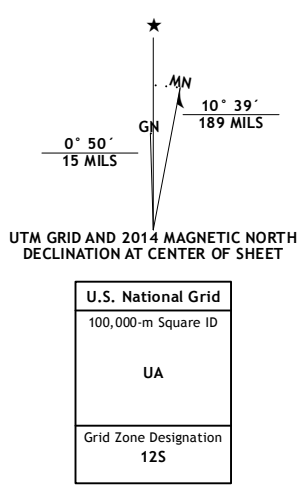 ★
MN
GN
10° 39´
189 MILS
0° 50´
15 MILS
UTM GRID AND 2014 MAGNETIC NORTH
DECLINATION AT CENTER OF SHEET
U.S. National Grid
100,000-m Square ID
UA
Grid Zone Designation
12S